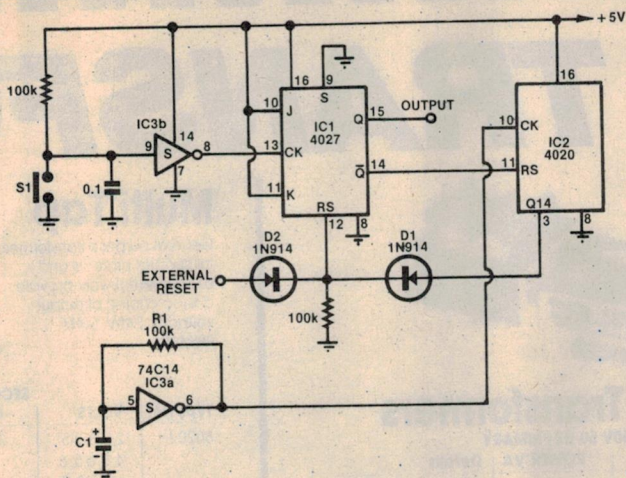 +5V
16
9
16
100k
S
IC3b
14
10
J
IC1
4027
Q
15
OUTPUT
10
CK
IC2
4020
9
S
8
13
CK
7
Q
14
11
RS
S1
0.1
11
K
RS
Q14
12
8
3
8
D2
1N914
D1
1N914
EXTERNAL
RESET
100k
R1
100k
74C14
IC3a
5
S
6
C1
+
-